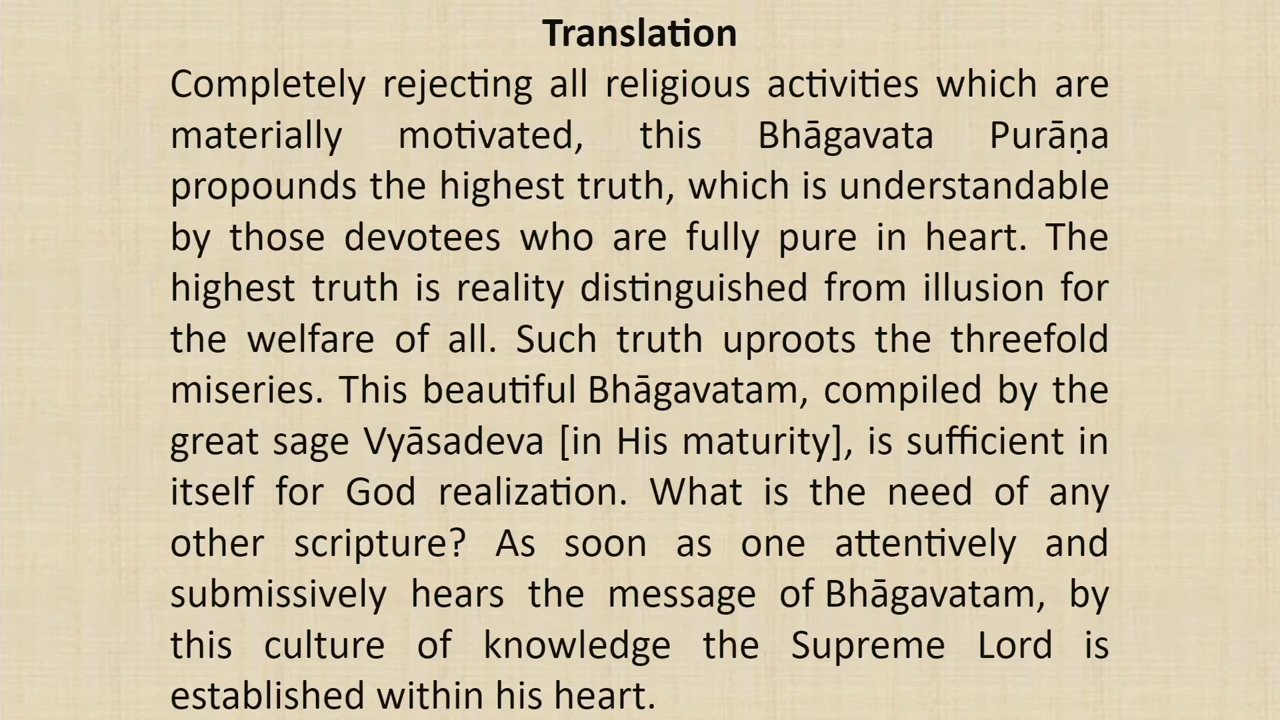 Translation
Completely rejecting all religious activities which are
materially motivated, this Bhāgavata Purāṇa
propounds the highest truth, which is understandable
by those devotees who are fully pure in heart. The
highest truth is reality distinguished from illusion for
the welfare of all. Such truth uproots the threefold
miseries. This beautiful Bhāgavatam, compiled by the
great sage Vyāsadeva [in His maturity], is sufficient in
itself for God realization. What is the need of any
other scripture? As soon as one attentively and
submissively hears the message of Bhāgavatam, by
this culture of knowledge the Supreme Lord is
established within his heart.